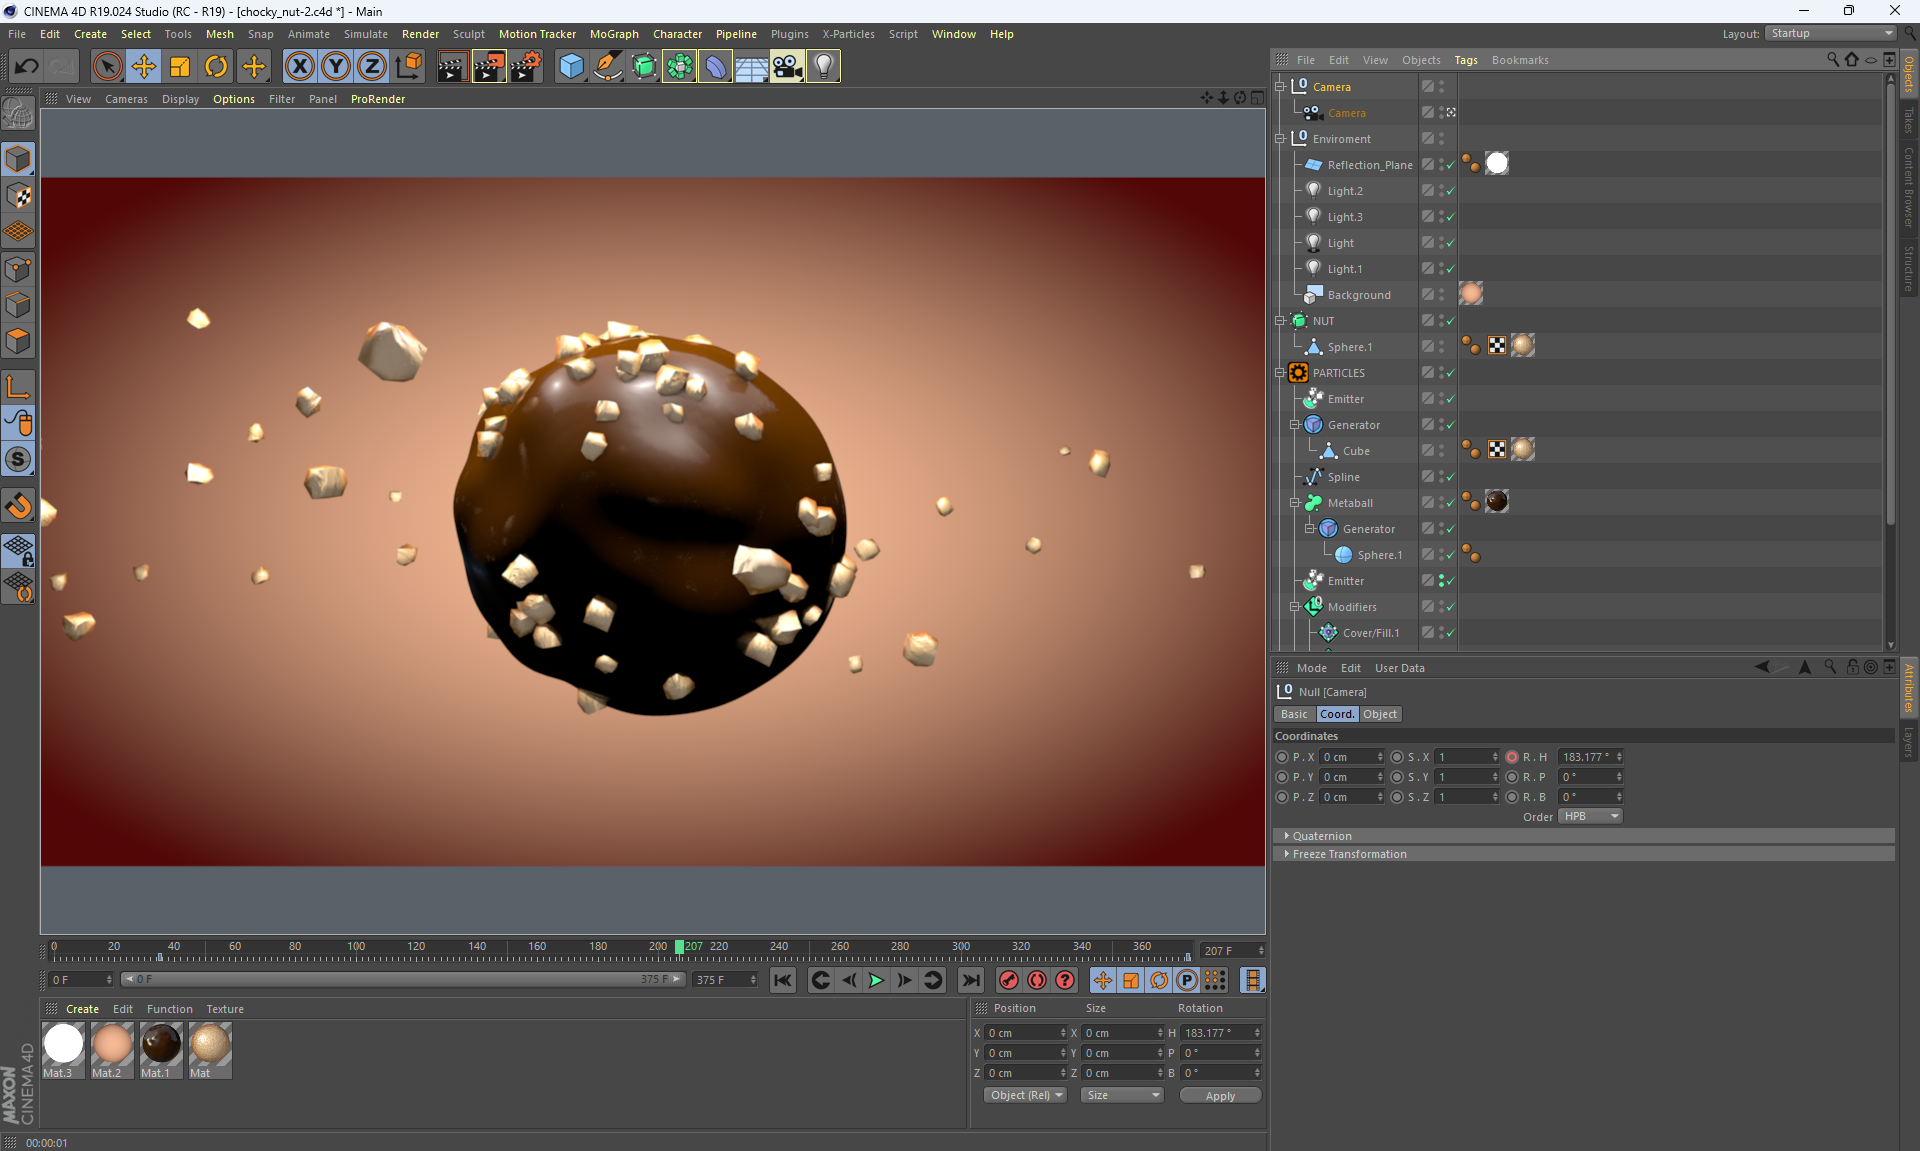 CINEMA 4D R19.024 Studio (RC - R19) - [chocky_nut-2.c4d *] - Main
File Edit Create Select Tools Mesh Snap Animate Simulate Render Sculpt Motion Tracker MoGraph Character Pipeline Plugins X-Particles Script Window Help
Layout: Startup
X Y Z
View Cameras Display Options Filter Panel ProRender
File Edit View Objects Tags Bookmarks
Camera
Camera
Enviroment
Reflection_Plane
Light.2
Light.3
Light
Light.1
Background
NUT
Sphere.1
PARTICLES
Emitter
Generator
Cube
Spline
Metaball
Generator
Sphere.1
Emitter
Modifiers
Cover/Fill.1
Objects
Takes
Content Browser
Structure
Mode Edit User Data
Null [Camera]
Basic Coord. Object
Coordinates
P . X 0 cm S . X 1 R . H 183.177 °
P . Y 0 cm S . Y 1 R . P 0 °
P . Z 0 cm S . Z 1 R . B 0 °
Order HPB
Quaternion
Freeze Transformation
Attributes
Layers
0 20 40 60 80 100 120 140 160 180 200 207 220 240 260 280 300 320 340 360
207 F
0 F 0 F 375 F 375 F
P
Create Edit Function Texture
Mat.3 Mat.2 Mat.1 Mat
Position Size Rotation
X 0 cm X 0 cm H 183.177 °
Y 0 cm Y 0 cm P 0 °
Z 0 cm Z 0 cm B 0 °
Object (Rel) Size Apply
MAXON
CINEMA 4D
00:00:01